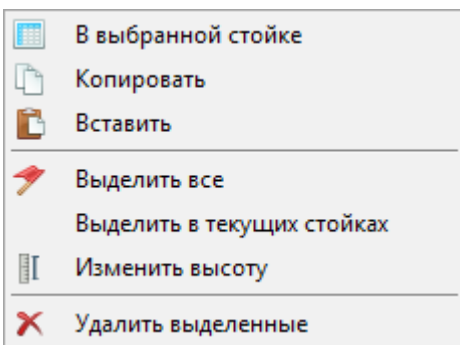 В выбранной стойке
Копировать
Вставить
Выделить все
Выделить в текущих стойках
Изменить высоту
Удалить выделенные